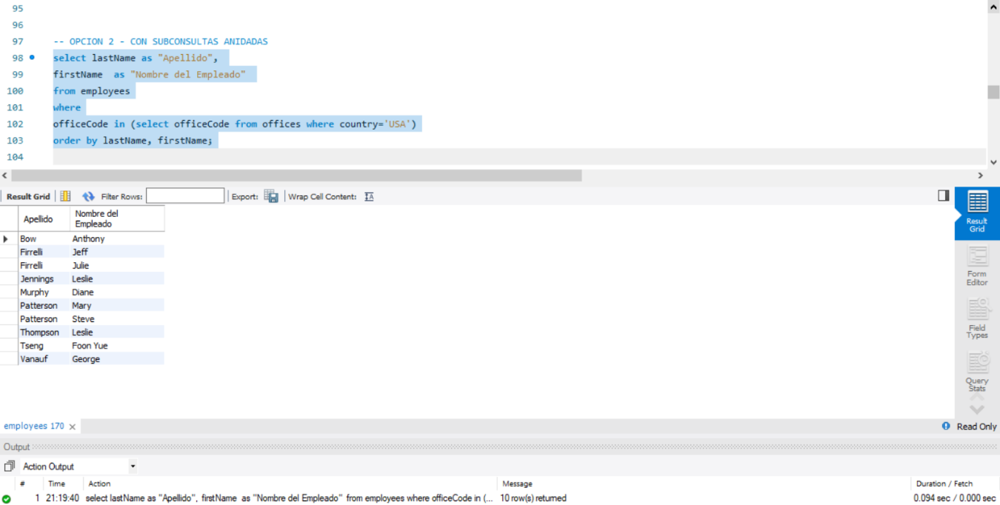 95
96
97 -- OPCION 2 - CON SUBCONSULTAS ANIDADAS
98 select lastName as "Apellido",
99 firstName  as "Nombre del Empleado"
100 from employees
101 where
102 officeCode in (select officeCode from offices where country='USA')
103 order by lastName, firstName;
104
Result Grid Filter Rows: Export: Wrap Cell Content: IA
Apellido Nombre del Empleado
Bow Anthony
Firrelli Jeff
Firrelli Julie
Jennings Leslie
Murphy Diane
Patterson Mary
Patterson Steve
Thompson Leslie
Tseng Foon Yue
Vanauf George
Result Grid
Form Editor
Field Types
Query Stats
employees 170 × Read Only
Output
Action Output
# Time Action Message Duration / Fetch
1 21:19:40 select lastName as "Apellido", firstName  as "Nombre del Empleado" from employees where officeCode in (... 10 row(s) returned 0.094 sec / 0.000 sec